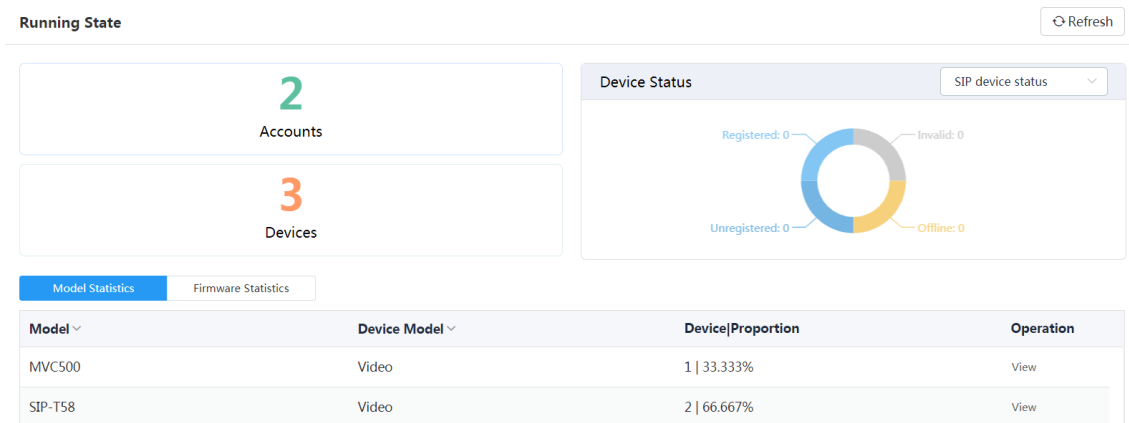 Running State
Refresh
2
Accounts
3
Devices
Device Status
SIP device status
Registered: 0
Invalid: 0
Unregistered: 0
Offline: 0
Model Statistics
Firmware Statistics
Model Device Model Device|Proportion Operation
MVC500 Video 1 | 33.333% View
SIP-T58 Video 2 | 66.667% View